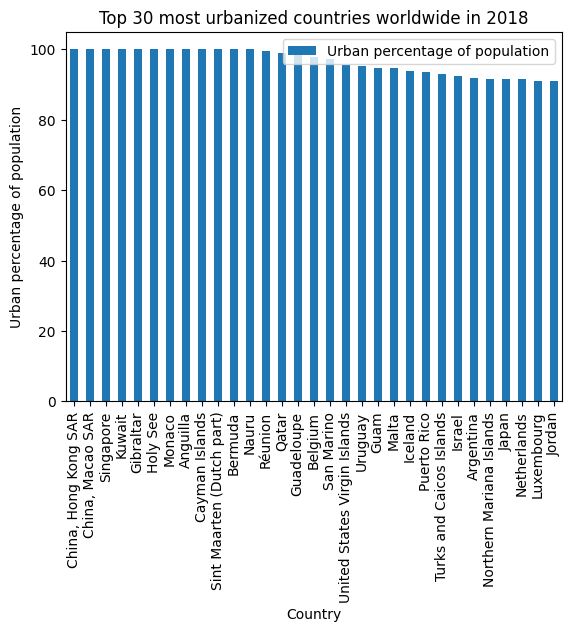 Top 30 most urbanized countries worldwide in 2018
Urban percentage of population
Urban percentage of population
100
80
60
40
20
0
China, Hong Kong SAR
China, Macao SAR
Singapore
Kuwait
Gibraltar
Holy See
Monaco
Anguilla
Cayman Islands
Sint Maarten (Dutch part)
Bermuda
Nauru
Réunion
Qatar
Guadeloupe
Belgium
San Marino
United States Virgin Islands
Uruguay
Guam
Malta
Iceland
Puerto Rico
Turks and Caicos Islands
Israel
Argentina
Northern Mariana Islands
Japan
Netherlands
Luxembourg
Jordan
Country